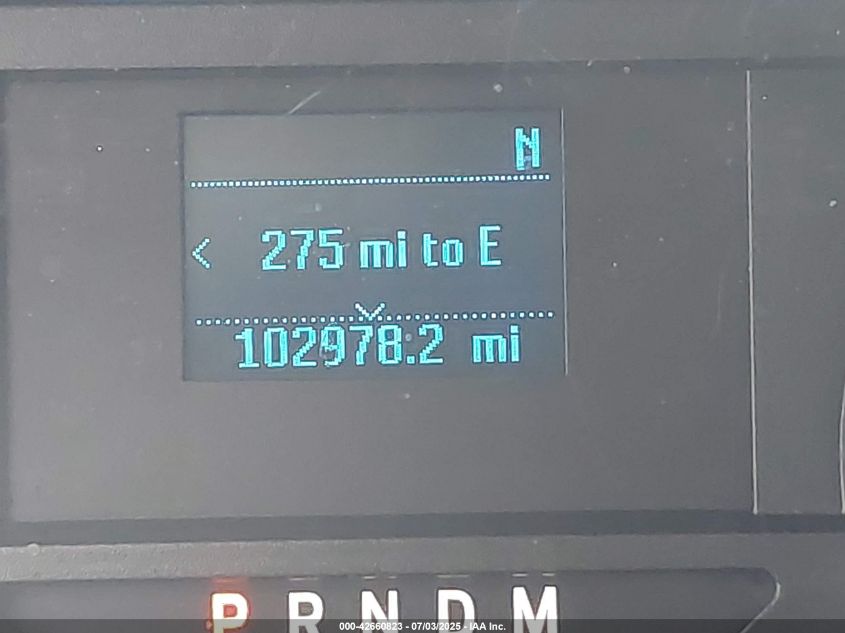 N
< 275 mi to E
102978.2 mi
P R N D M
000-42660823 - 07/03/2025 - IAA Inc.